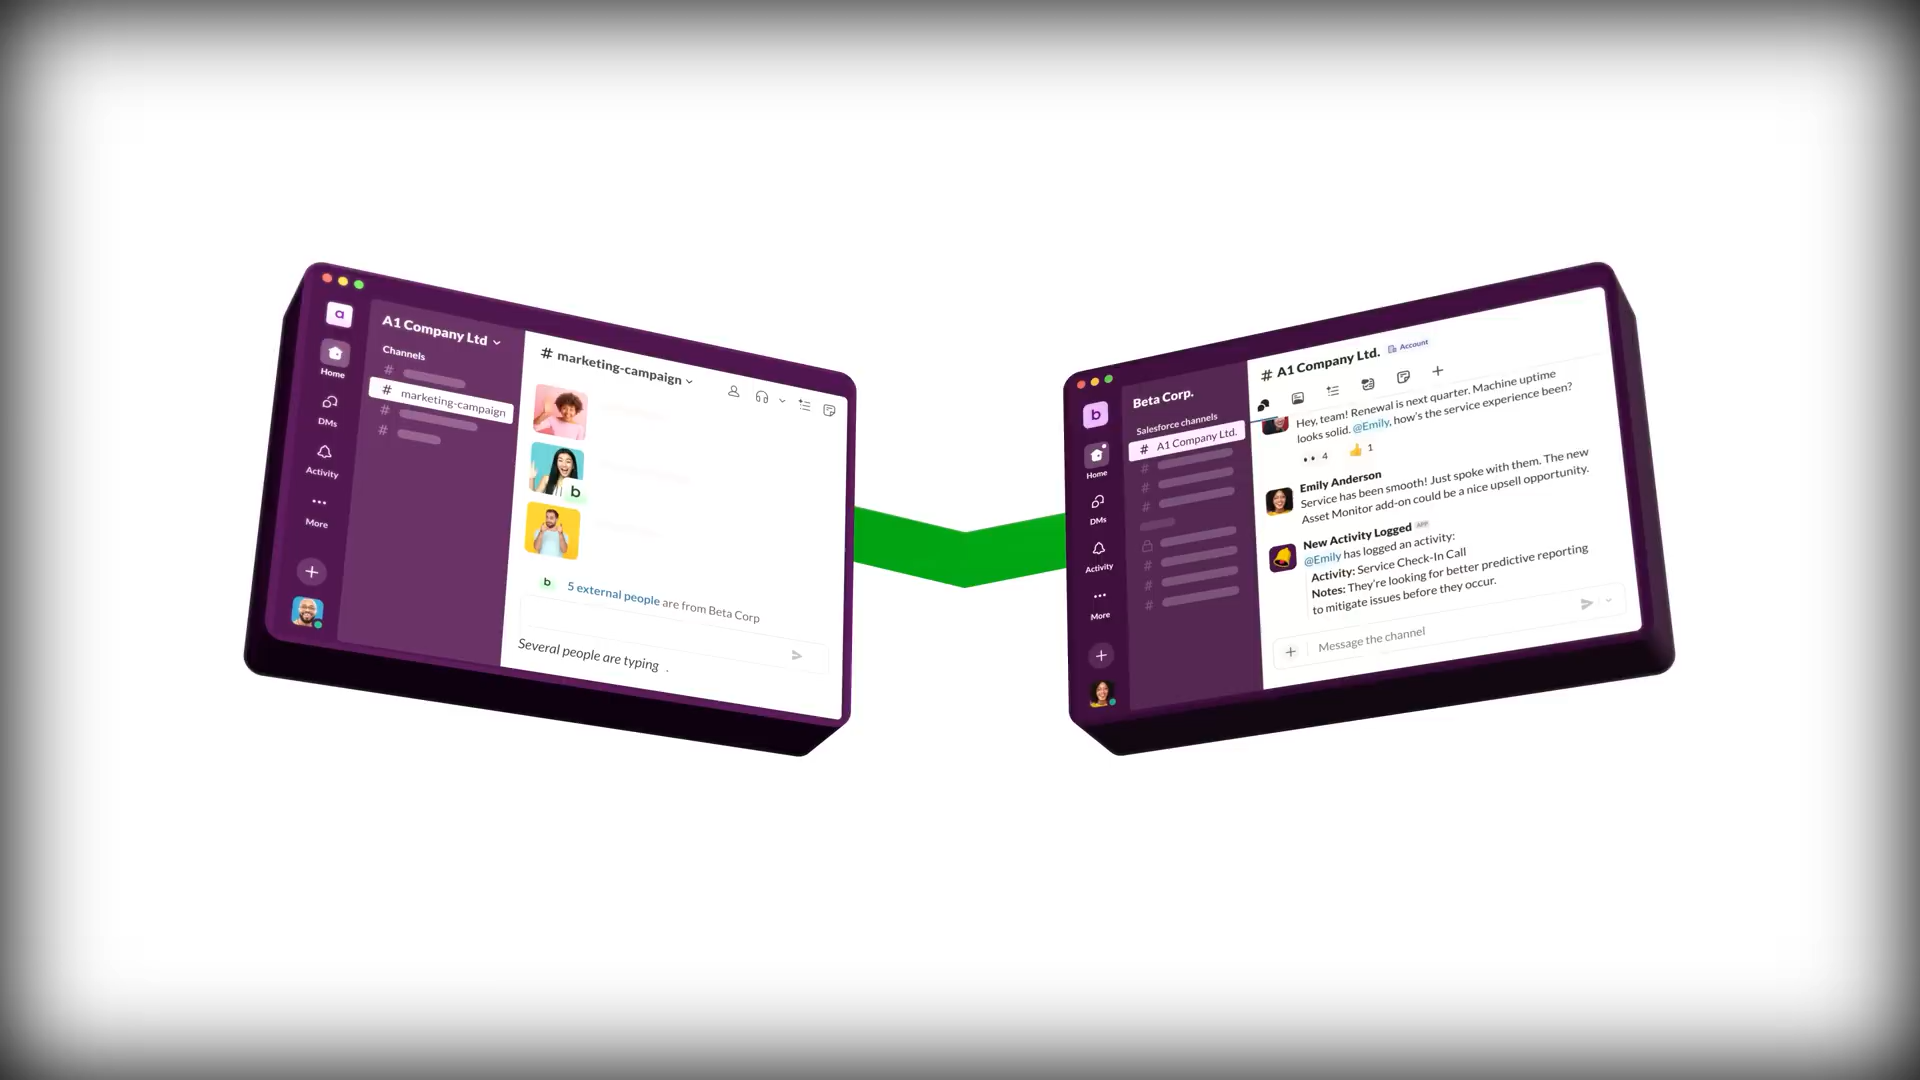 a
A1 Company Ltd
Channels
Home
# marketing-campaign
DMs
Activity
More
# marketing-campaign
b
b 5 external people are from Beta Corp
Several people are typing .
b
Beta Corp.
Salesforce channels
# A1 Company Ltd.
Home
DMs
Activity
More
# A1 Company Ltd. Account
Hey, team! Renewal is next quarter. Machine uptime
looks solid. @Emily, how's the service experience been?
4 1
Emily Anderson
Service has been smooth! Just spoke with them. The new
Asset Monitor add-on could be a nice upsell opportunity.
New Activity Logged APP
@Emily has logged an activity:
Activity: Service Check-In Call
Notes: They're looking for better predictive reporting
to mitigate issues before they occur.
Message the channel